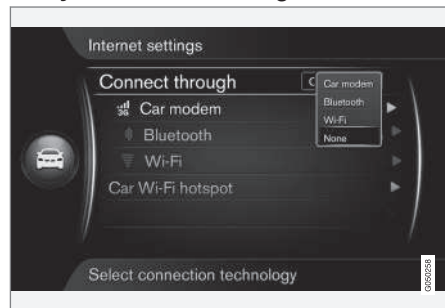 Internet settings
Connect through
Car modem
Bluetooth
Wi-Fi
None
3G Car modem
Bluetooth
Wi-Fi
Car Wi-Fi hotspot
Select connection technology
G050258